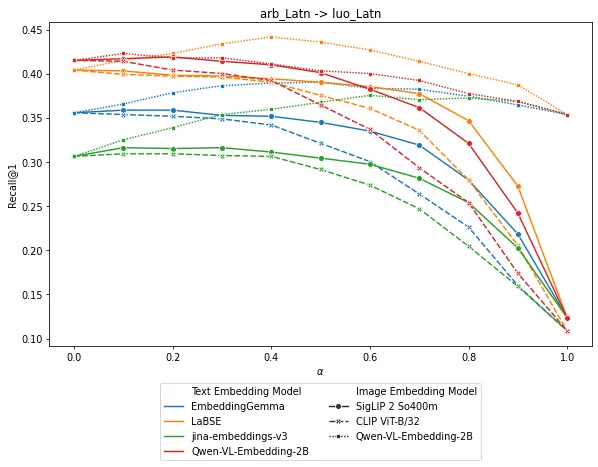 arb_Latn -> luo_Latn
Recall@1
0.45
0.40
0.35
0.30
0.25
0.20
0.15
0.10
0.0 0.2 0.4 0.6 0.8 1.0
α
Text Embedding Model
EmbeddingGemma
LaBSE
jina-embeddings-v3
Qwen-VL-Embedding-2B
Image Embedding Model
SigLIP 2 So400m
CLIP ViT-B/32
Qwen-VL-Embedding-2B